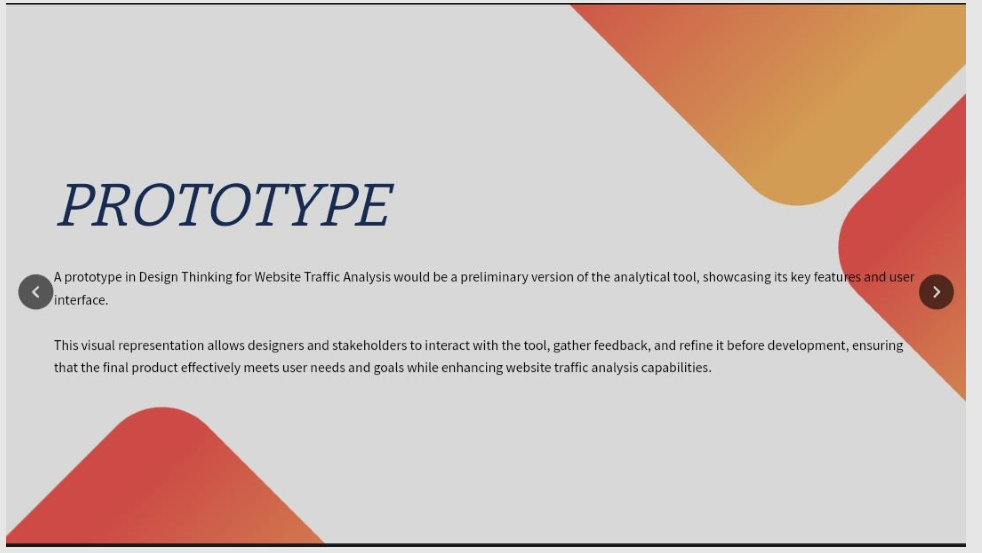 PROTOTYPE
A prototype in Design Thinking for Website Traffic Analysis would be a preliminary version of the analytical tool, showcasing its key features and user
interface.
This visual representation allows designers and stakeholders to interact with the tool, gather feedback, and refine it before development, ensuring
that the final product effectively meets user needs and goals while enhancing website traffic analysis capabilities.